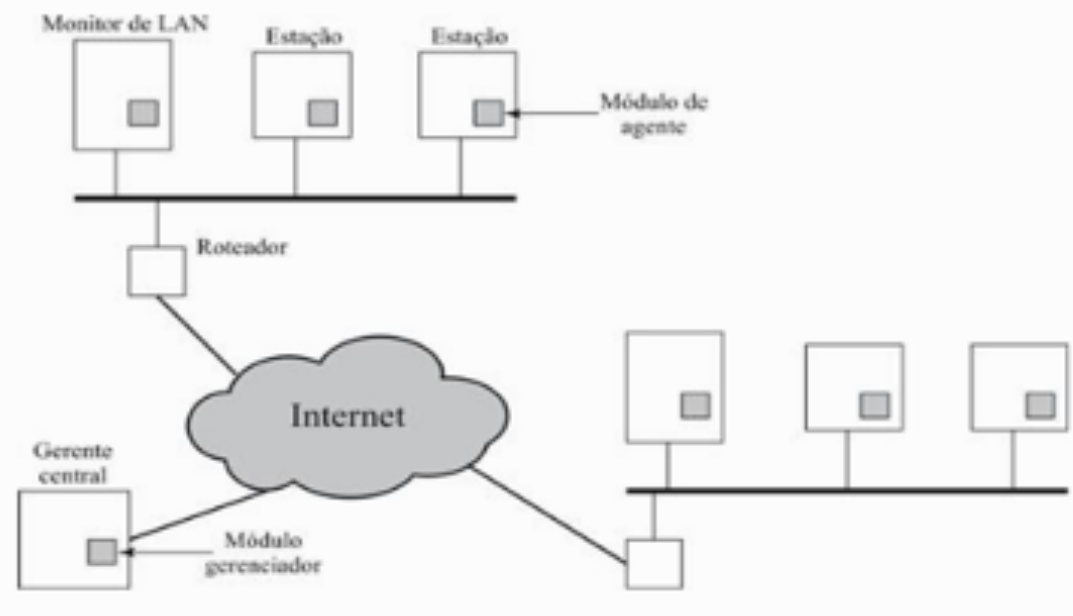 Monitor de LAN
Estação
Estação
Módulo de
agente
Roteador
Internet
Gerente
central
Módulo
gerenciador